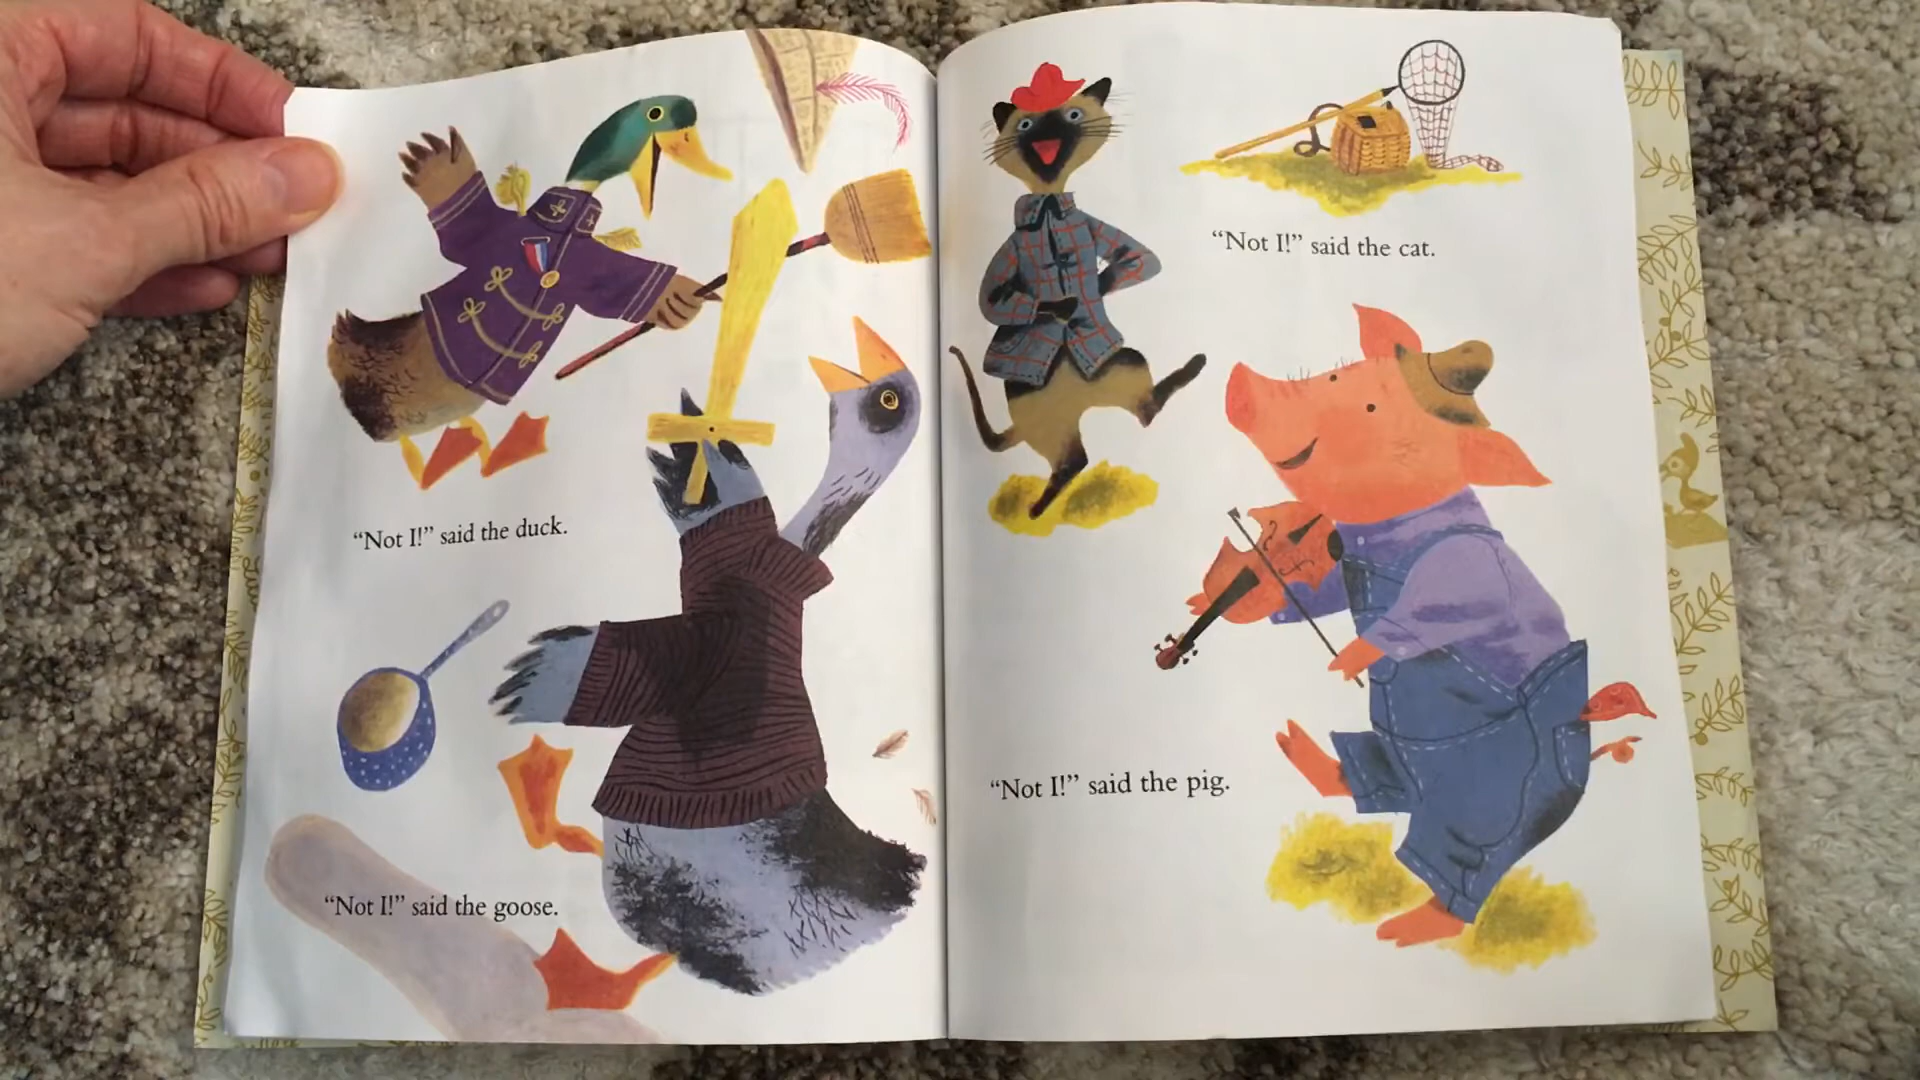 “Not I!” said the duck.
“Not I!” said the goose.
“Not I!” said the cat.
“Not I!” said the pig.